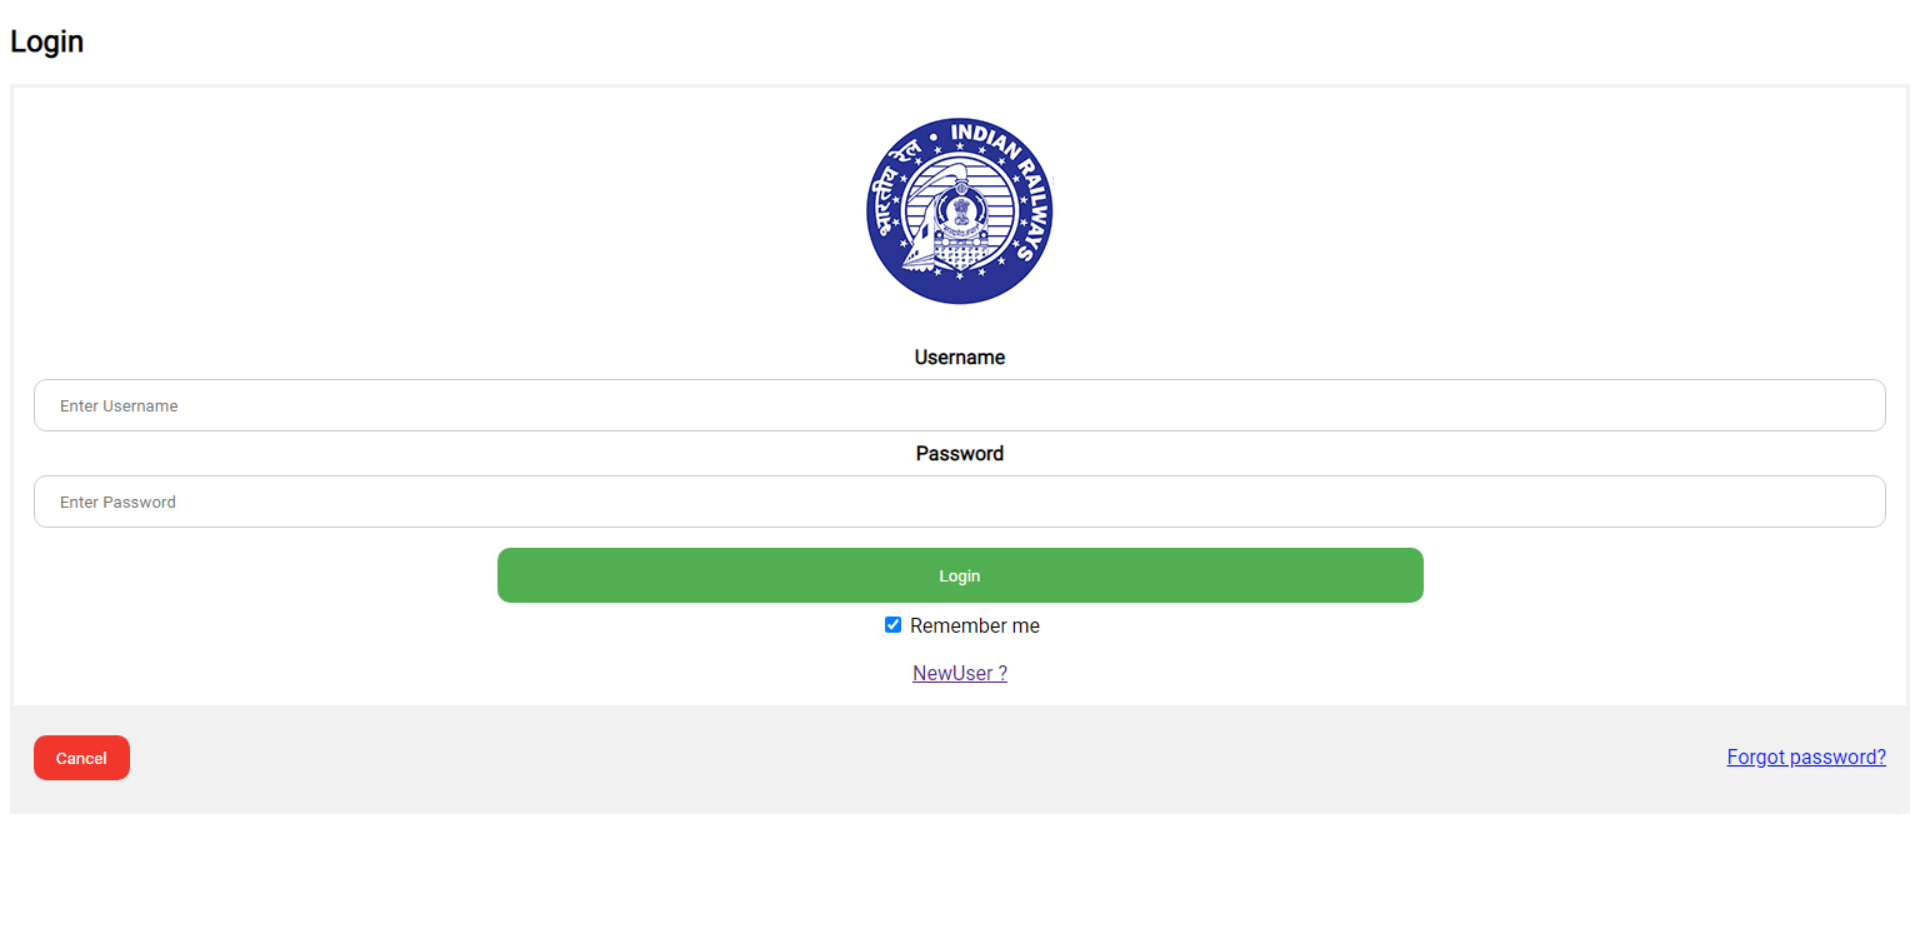 Login
भारतीय रेल • INDIAN RAILWAYS
Username
Enter Username
Password
Enter Password
Login
Remember me
NewUser ?
Cancel
Forgot password?